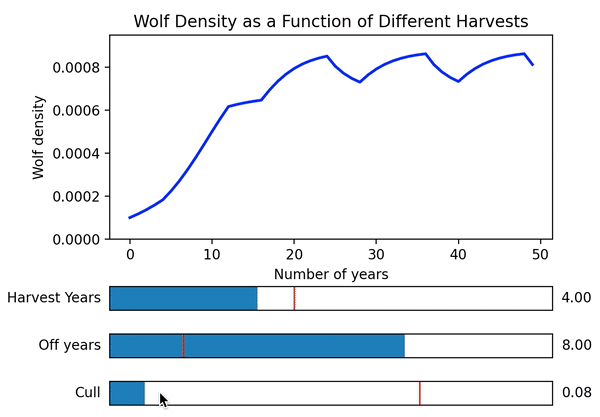 Wolf Density as a Function of Different Harvests
0.0008
0.0006
0.0004
0.0002
0.0000
Wolf density
0 10 20 30 40 50
Number of years
Harvest Years 4.00
Off years 8.00
Cull 0.08